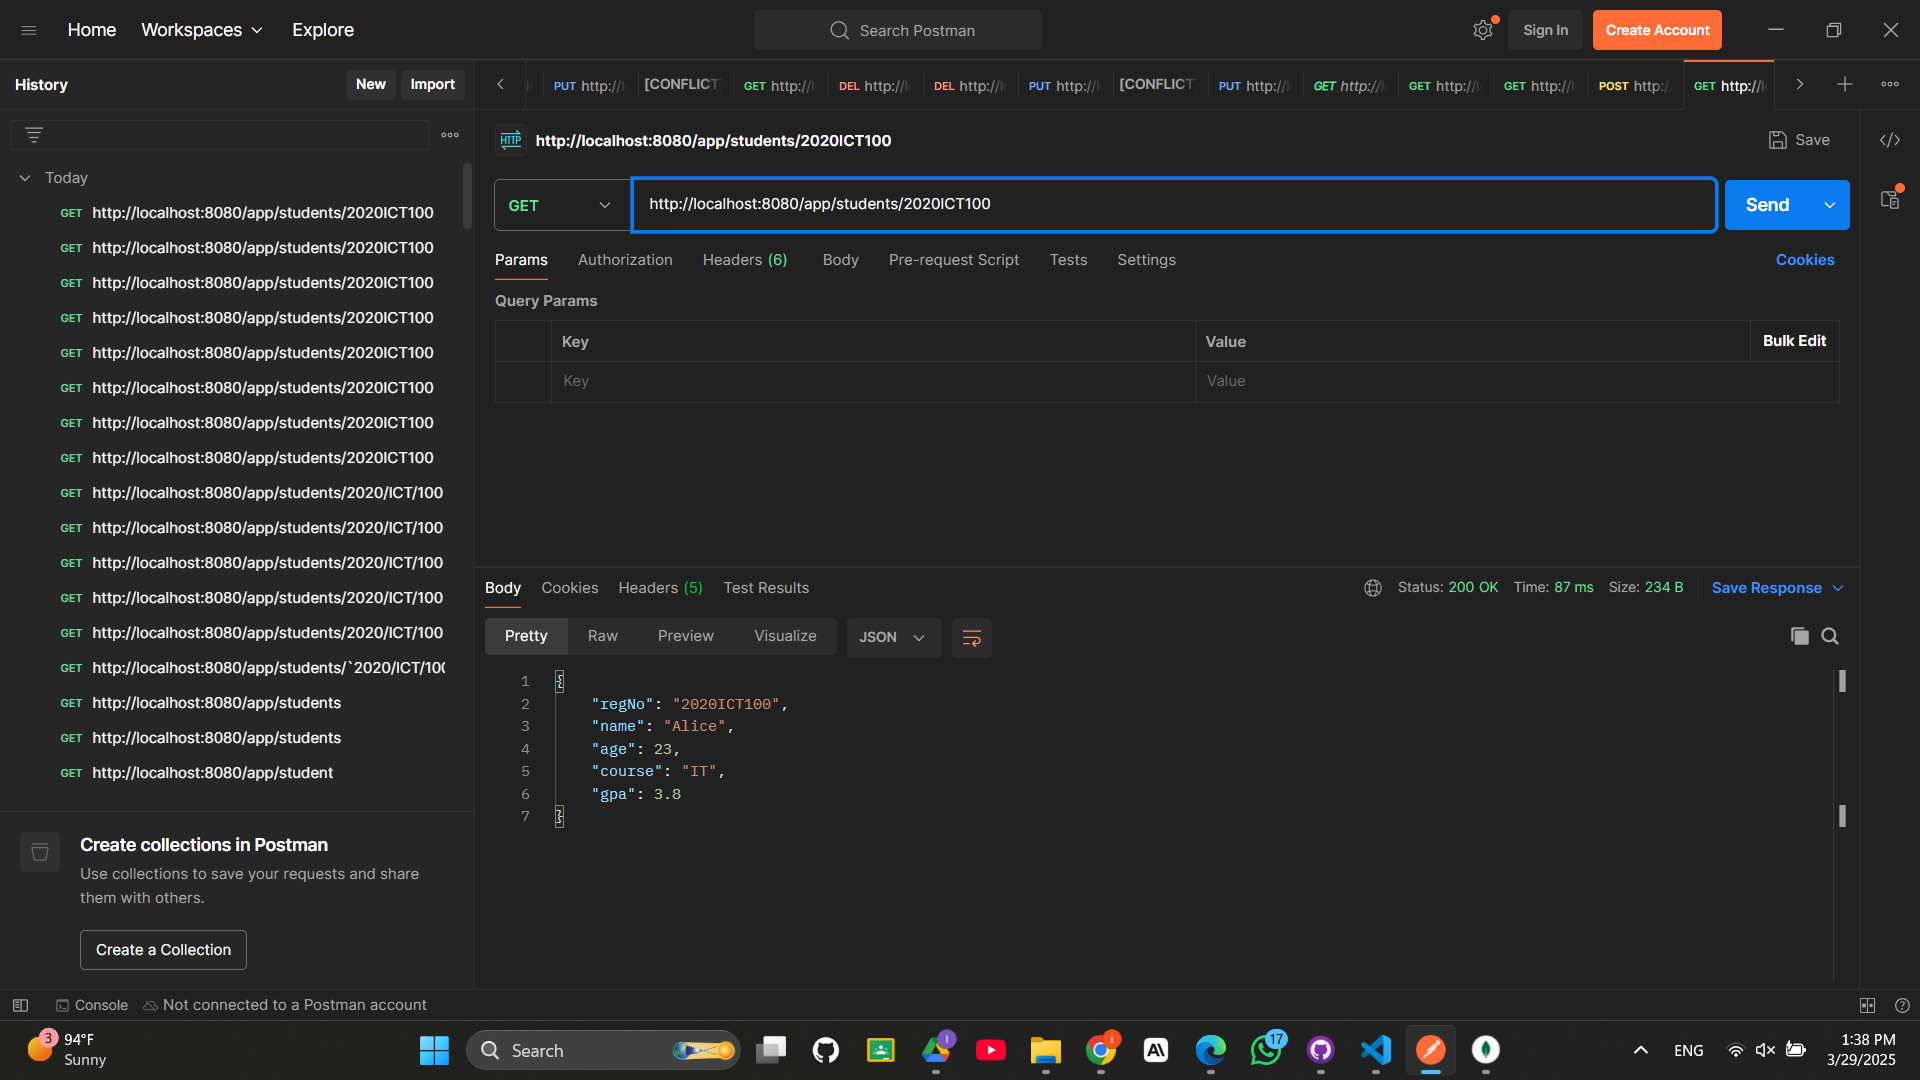 Home
Workspaces
Explore
Search Postman
Sign In
Create Account
History
New
Import
PUT http://
[CONFLICT
GET http://
DEL http://
DEL http://
PUT http://
[CONFLICT
PUT http://
GET http://
GET http://
GET http://
POST http:/
GET http://
HTTP
http://localhost:8080/app/students/2020ICT100
Save
Today
GET http://localhost:8080/app/students/2020ICT100
GET http://localhost:8080/app/students/2020ICT100
GET http://localhost:8080/app/students/2020ICT100
GET http://localhost:8080/app/students/2020ICT100
GET http://localhost:8080/app/students/2020ICT100
GET http://localhost:8080/app/students/2020ICT100
GET http://localhost:8080/app/students/2020ICT100
GET http://localhost:8080/app/students/2020ICT100
GET http://localhost:8080/app/students/2020/ICT/100
GET http://localhost:8080/app/students/2020/ICT/100
GET http://localhost:8080/app/students/2020/ICT/100
GET http://localhost:8080/app/students/2020/ICT/100
GET http://localhost:8080/app/students/2020/ICT/100
GET http://localhost:8080/app/students/`2020/ICT/100
GET http://localhost:8080/app/students
GET http://localhost:8080/app/students
GET http://localhost:8080/app/student
Create collections in Postman
Use collections to save your requests and share
them with others.
Create a Collection
GET
http://localhost:8080/app/students/2020ICT100
Send
Params
Authorization
Headers (6)
Body
Pre-request Script
Tests
Settings
Cookies
Query Params
Key
Value
Bulk Edit
Key
Value
Body
Cookies
Headers (5)
Test Results
Status: 200 OK
Time: 87 ms
Size: 234 B
Save Response
Pretty
Raw
Preview
Visualize
JSON
1 {
2 "regNo": "2020ICT100",
3 "name": "Alice",
4 "age": 23,
5 "course": "IT",
6 "gpa": 3.8
7 }
Console
Not connected to a Postman account
3
94°F
Sunny
Search
17
ENG
1:38 PM
3/29/2025